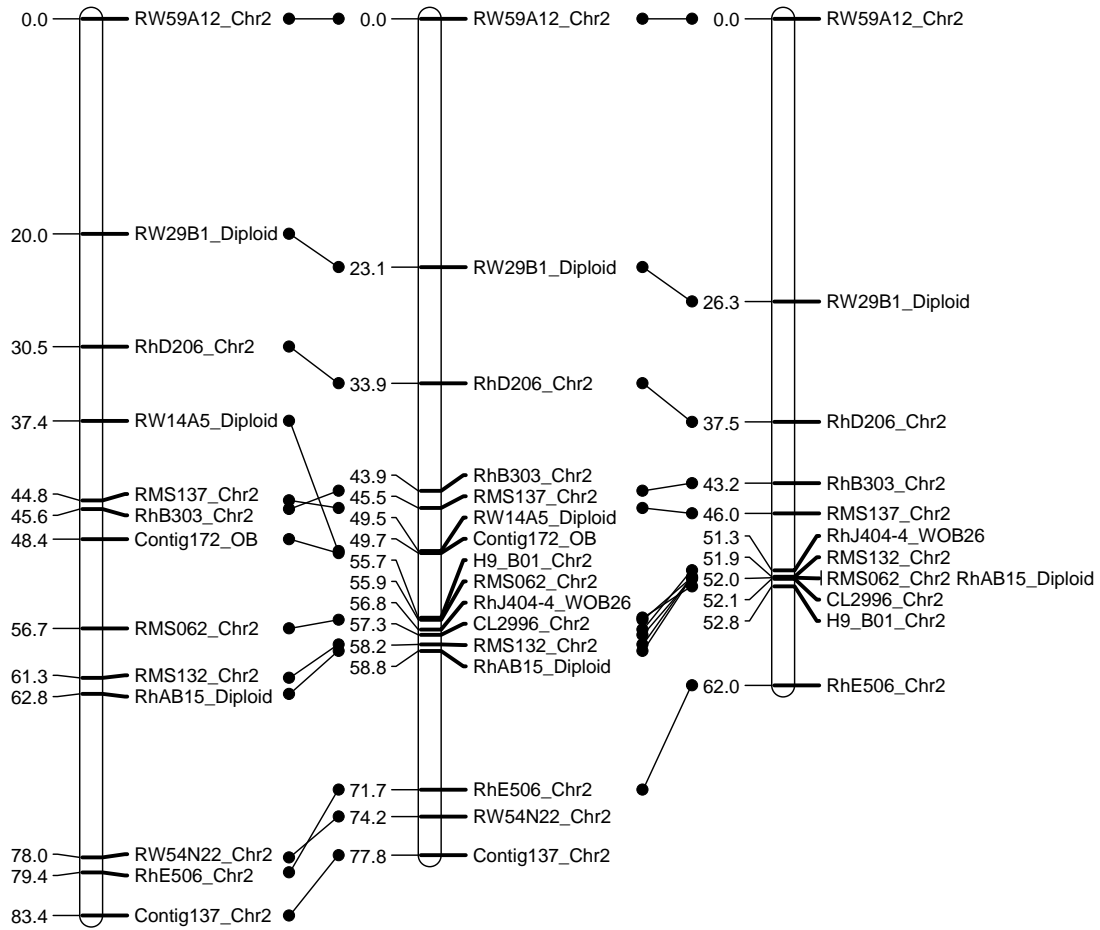 0.0 RW59A12_Chr2
20.0 RW29B1_Diploid
30.5 RhD206_Chr2
37.4 RW14A5_Diploid
44.8 RMS137_Chr2
45.6 RhB303_Chr2
48.4 Contig172_OB
56.7 RMS062_Chr2
61.3 RMS132_Chr2
62.8 RhAB15_Diploid
78.0 RW54N22_Chr2
79.4 RhE506_Chr2
83.4 Contig137_Chr2
0.0 RW59A12_Chr2
23.1 RW29B1_Diploid
33.9 RhD206_Chr2
43.9 RhB303_Chr2
45.5 RMS137_Chr2
49.5 RW14A5_Diploid
49.7 Contig172_OB
55.7 H9_B01_Chr2
55.9 RMS062_Chr2
56.8 RhJ404-4_WOB26
57.3 CL2996_Chr2
58.2 RMS132_Chr2
58.8 RhAB15_Diploid
71.7 RhE506_Chr2
74.2 RW54N22_Chr2
77.8 Contig137_Chr2
0.0 RW59A12_Chr2
26.3 RW29B1_Diploid
37.5 RhD206_Chr2
43.2 RhB303_Chr2
46.0 RMS137_Chr2
51.3 RhJ404-4_WOB26
51.9 RMS132_Chr2
52.0 RMS062_Chr2 RhAB15_Diploid
52.1 CL2996_Chr2
52.8 H9_B01_Chr2
62.0 RhE506_Chr2